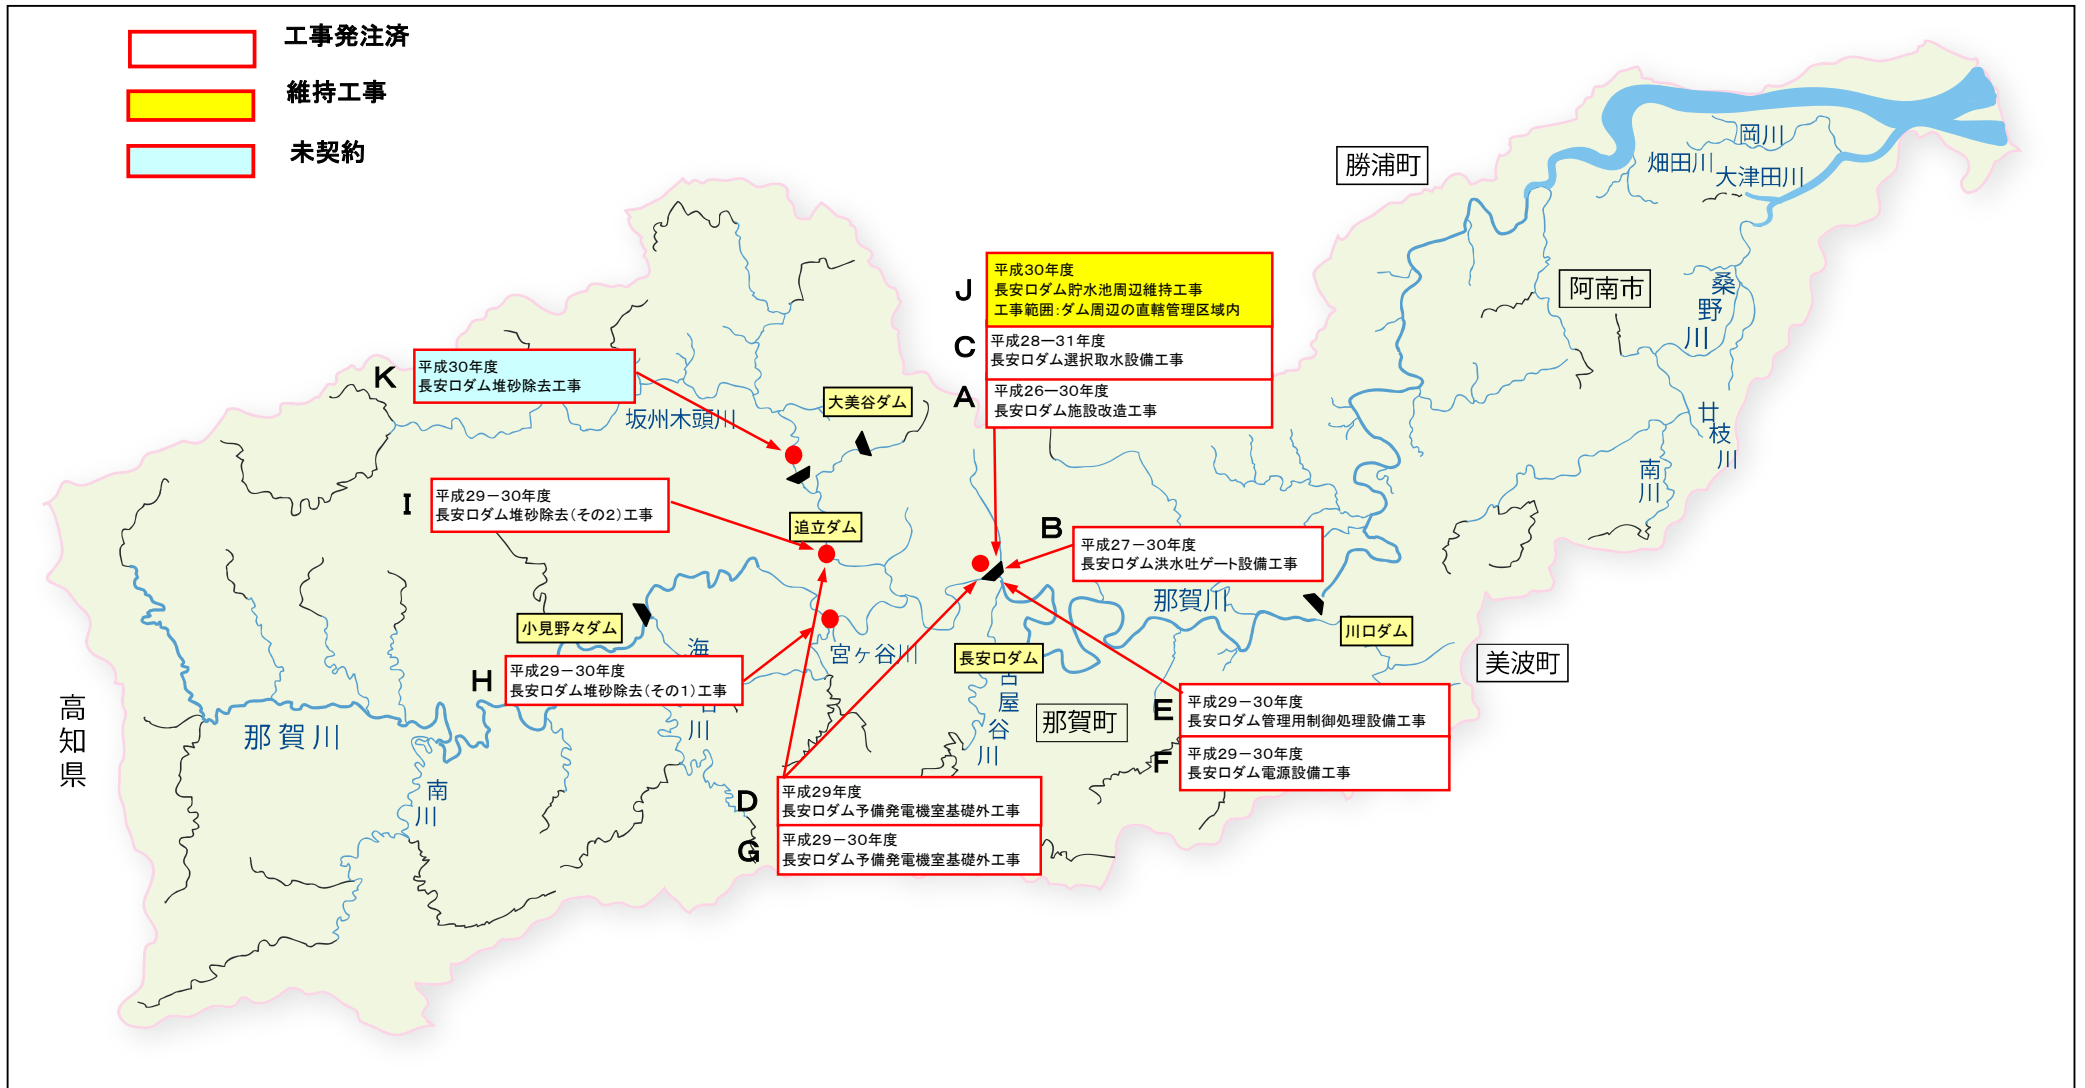 工事発注済
維持工事
未契約
勝浦町
岡川
畑田川
大津田川
阿南市
桑野川
廿枝川
南川
J
平成30年度
長安口ダム貯水池周辺維持工事
工事範囲:ダム周辺の直轄管理区域内
C
平成28ー31年度
長安口ダム選択取水設備工事
A
平成26ー30年度
長安口ダム施設改造工事
K
平成30年度
長安口ダム堆砂除去工事
坂州木頭川
大美谷ダム
I
平成29-30年度
長安口ダム堆砂除去(その2)工事
追立ダム
B
平成27-30年度
長安口ダム洪水吐ゲート設備工事
那賀川
川口ダム
小見野々ダム
宮ヶ谷川
長安口ダム
美波町
H
平成29-30年度
長安口ダム堆砂除去(その1)工事
海
川
屋谷川
那賀町
E
平成29-30年度
長安口ダム管理用制御処理設備工事
F
平成29-30年度
長安口ダム電源設備工事
高知県
那賀川
南川
D
平成29年度
長安口ダム予備発電機室基礎外工事
G
平成29-30年度
長安口ダム予備発電機室基礎外工事